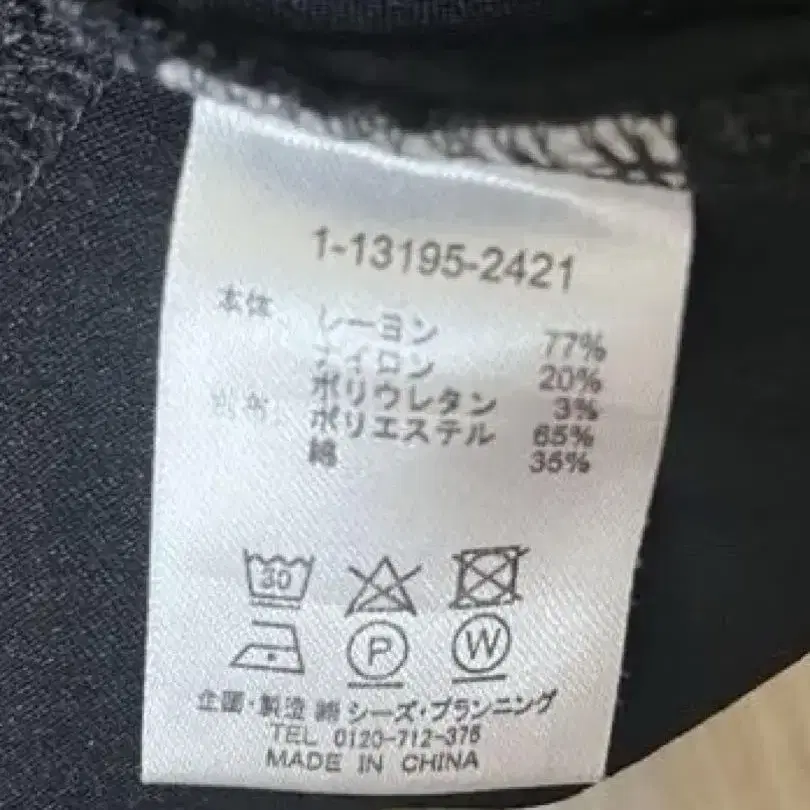 1-13195-2421
本体 レーヨン 77%
ナイロン 20%
ポリウレタン 3%
別布 ポリエステル 65%
綿 35%
30
P W
企画・製造 ㈱シーズ・プランニング
TEL 0120-712-376
MADE IN CHINA